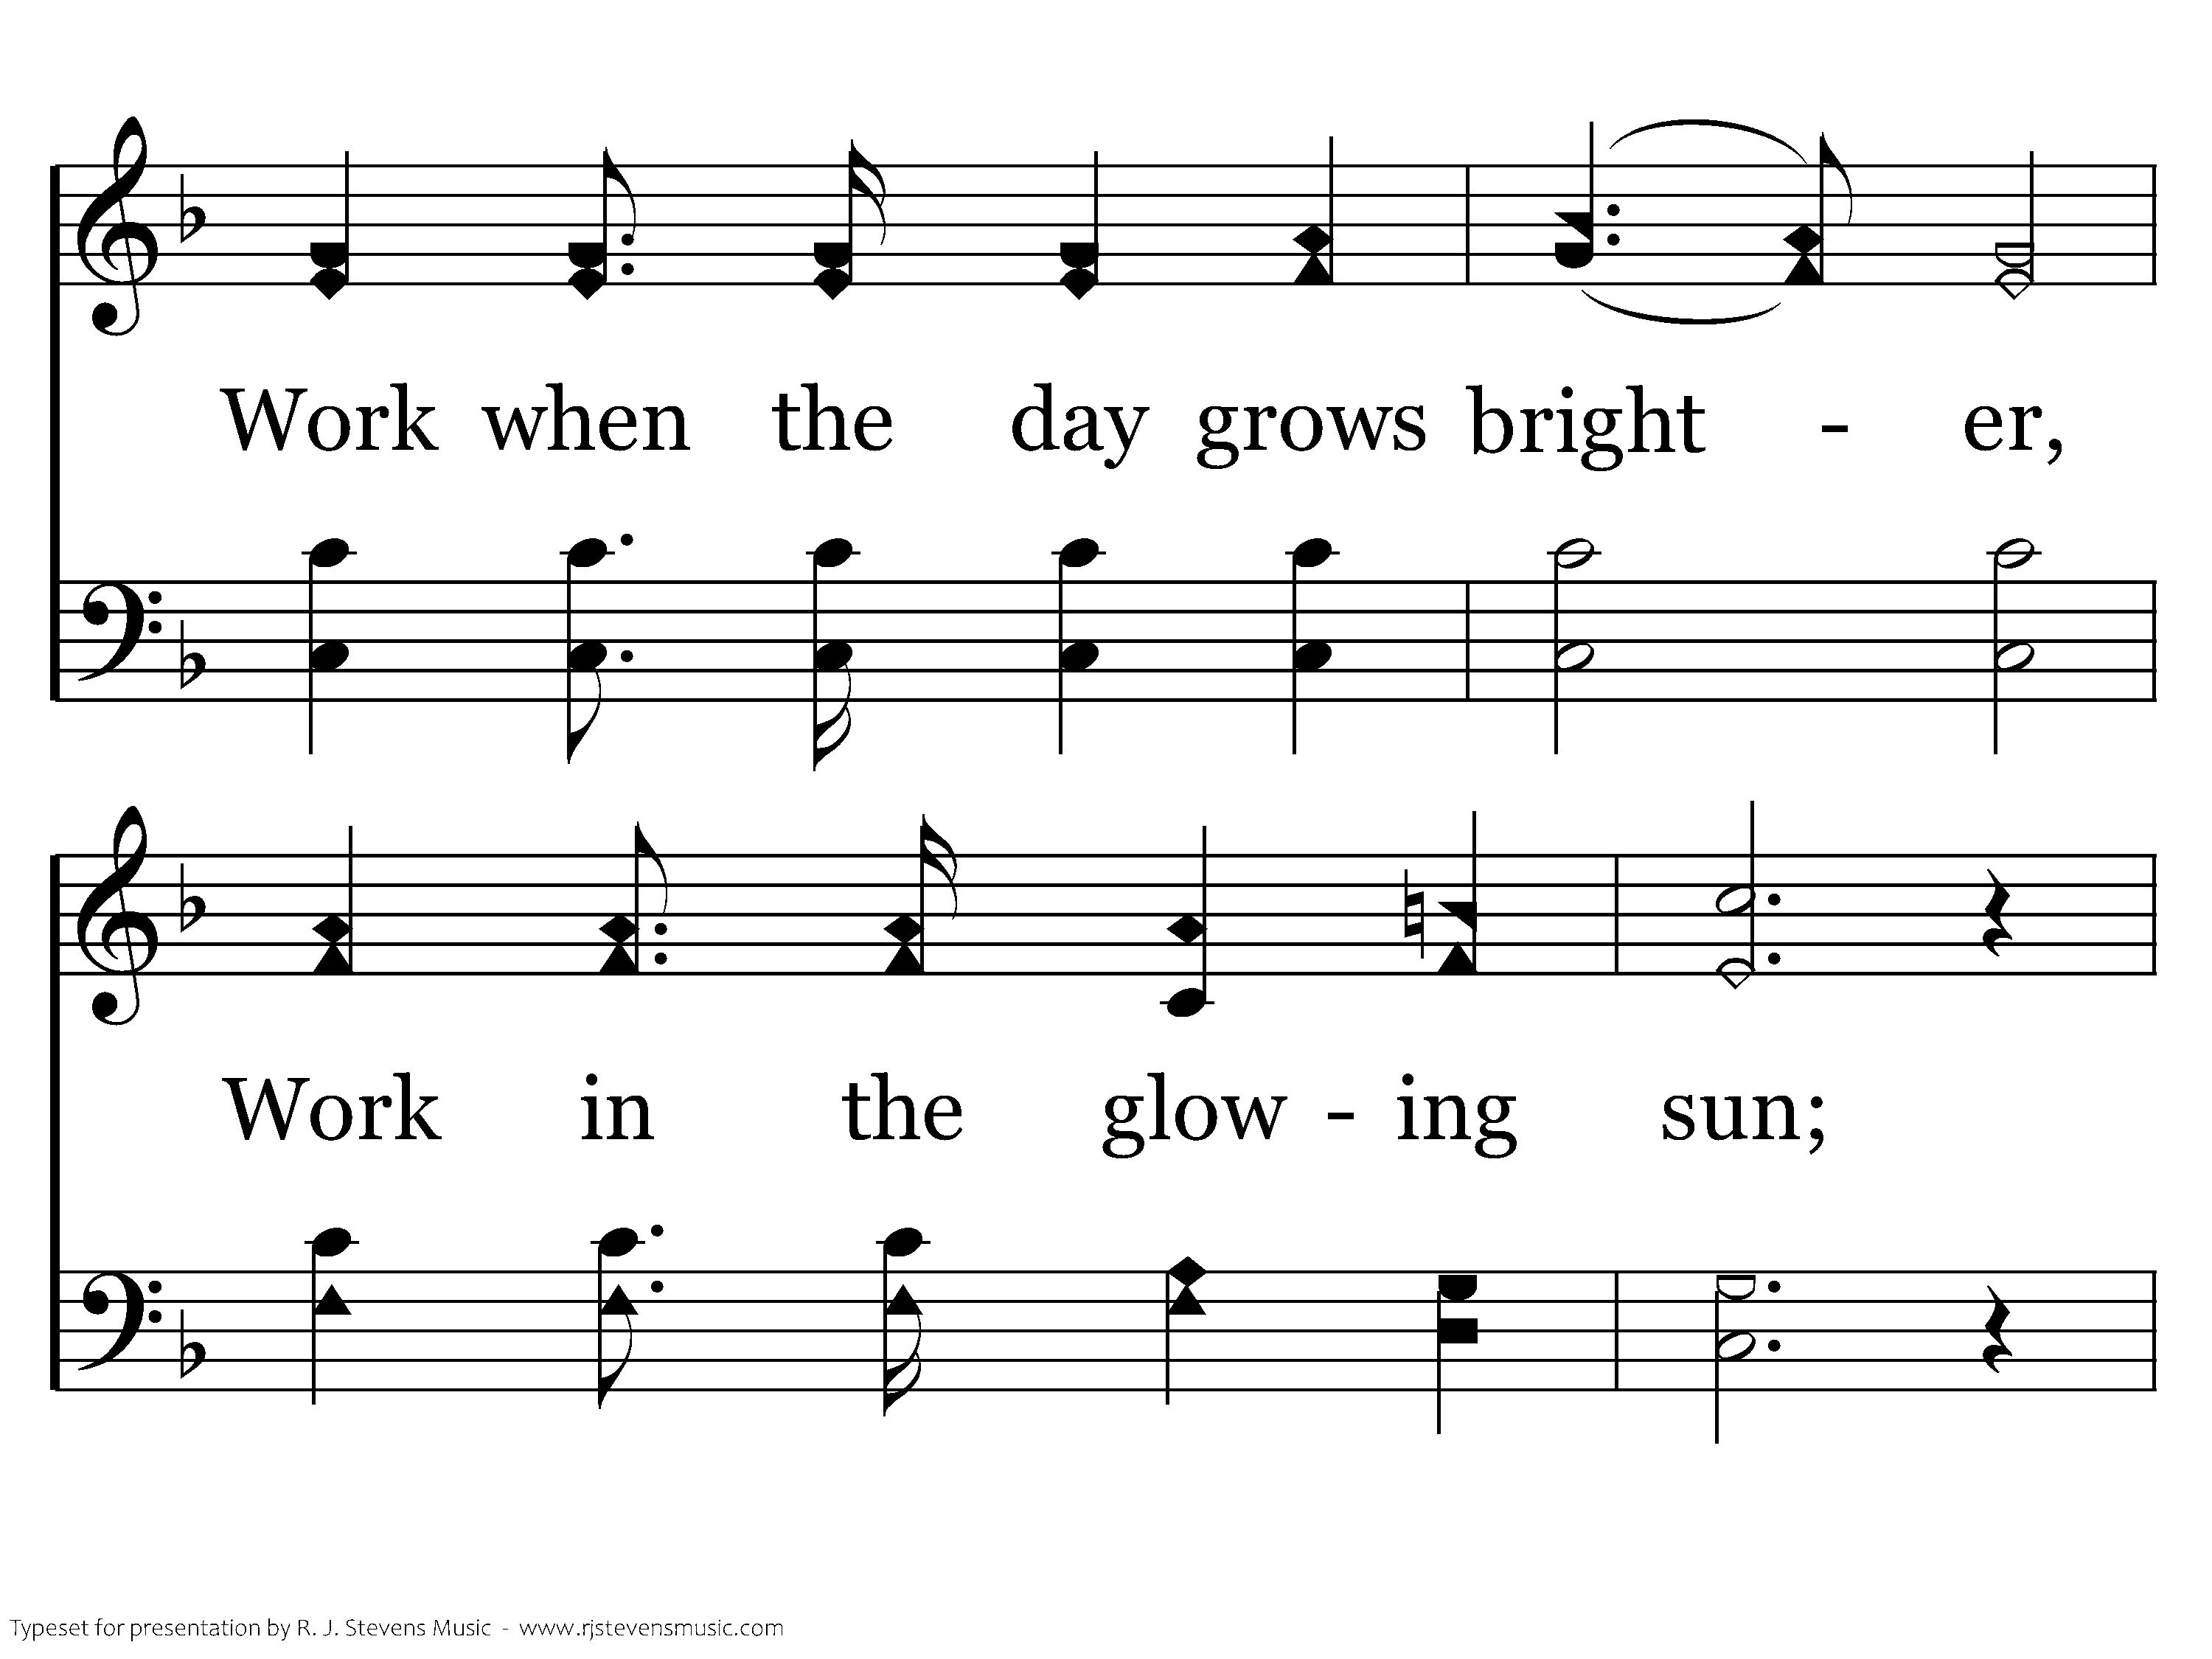 Work when the day grows bright - er,
Work in the glow - ing sun;
Typeset for presentation by R. J. Stevens Music - www.rjstevensmusic.com